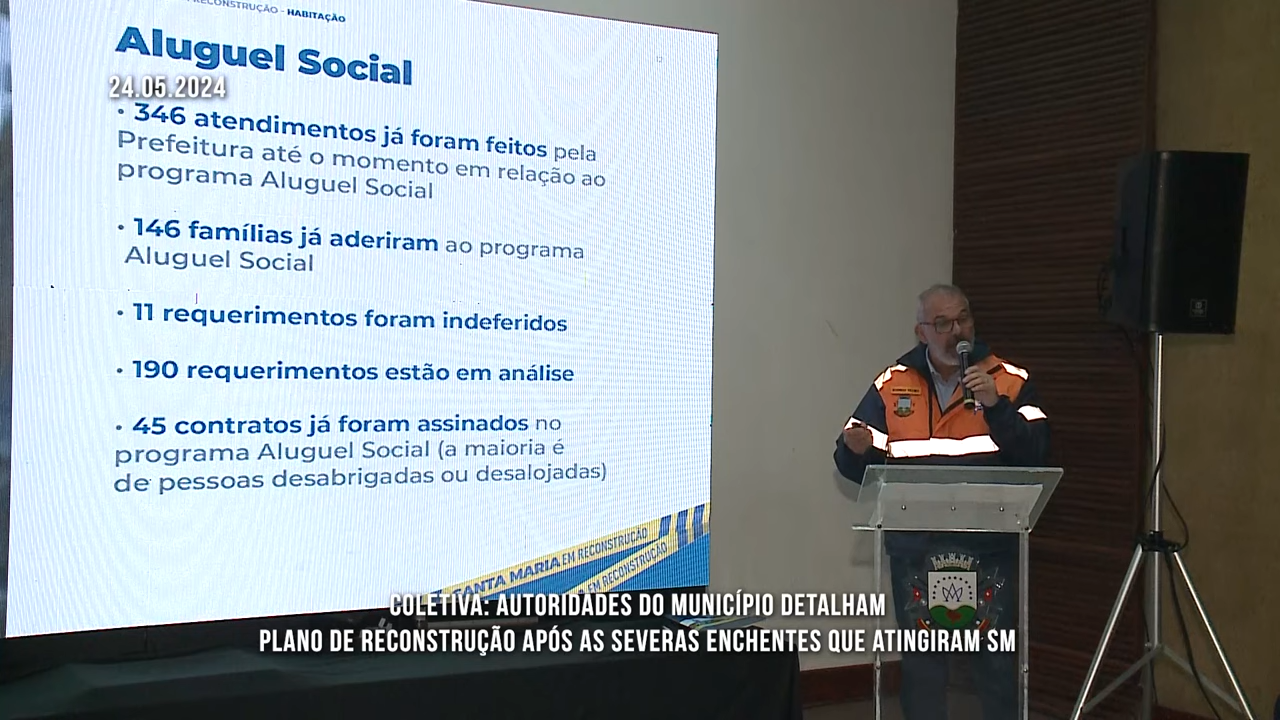 RECONSTRUÇÃO - HABITAÇÃO
Aluguel Social
12
24.05.2024
• 346 atendimentos já foram feitos pela
Prefeitura até o momento em relação ao
programa Aluguel Social
• 146 famílias já aderiram ao programa
Aluguel Social
• 11 requerimentos foram indeferidos
• 190 requerimentos estão em análise
• 45 contratos já foram assinados no
programa Aluguel Social (a maioria é
de pessoas desabrigadas ou desalojadas)
SANTA MARIA EM RECONSTRUÇÃO
EM RECONSTRUÇÃO
COLETIVA: AUTORIDADES DO MUNICÍPIO DETALHAM
PLANO DE RECONSTRUÇÃO APÓS AS SEVERAS ENCHENTES QUE ATINGIRAM SM